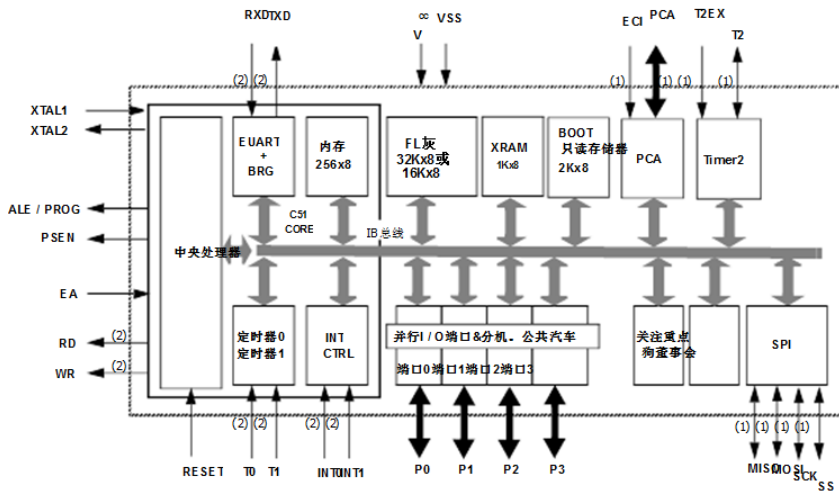 RXD TXD
∝ VSS
V
ECI PCA
T2EX
T2
(2) (2)
(1) (1) (1) (1)
XTAL1
XTAL2
EUART
+
BRG
内存
256x8
FL灰
32Kx8或
16Kx8
XRAM
1Kx8
BOOT
只读存储器
2Kx8
PCA
Timer2
ALE / PROG
PSEN
C51
CORE
IB总线
中央处理器
EA
RD (2)
WR (2)
定时器0
定时器1
INT
CTRL
并行I / O端口&分机。公共汽车
端口0端口1端口2端口3
关注重点
狗董事会
SPI
(2) (2) (2) (2)
(1) (1) (1) (1)
RESET
T0
T1
INT0
INT1
P0
P1
P2
P3
MISO
MOSI
SCK
SS